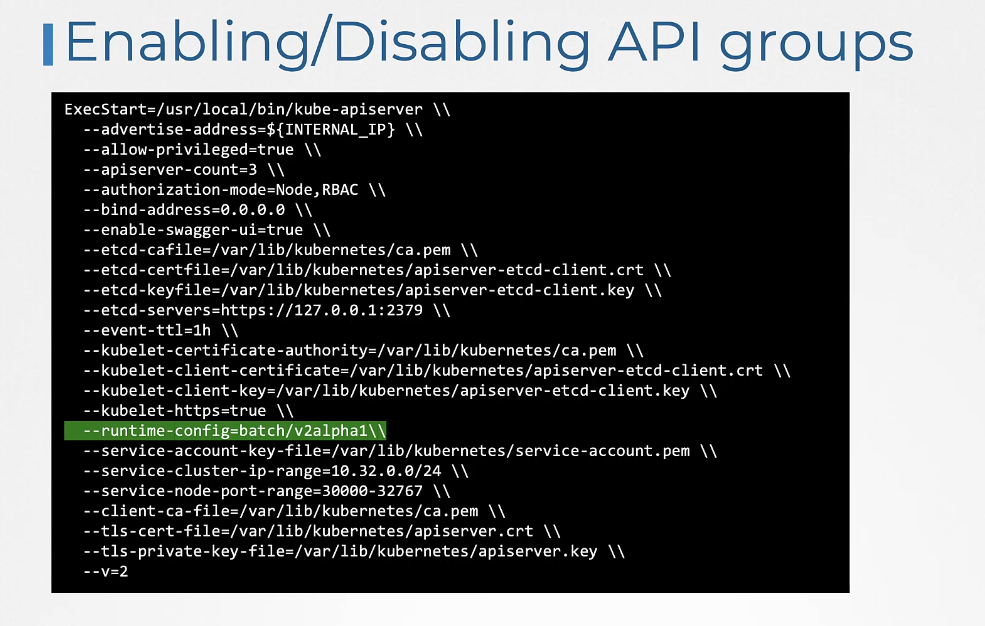 Enabling/Disabling API groups
ExecStart=/usr/local/bin/kube-apiserver \\
--advertise-address=${INTERNAL_IP} \\
--allow-privileged=true \\
--apiserver-count=3 \\
--authorization-mode=Node,RBAC \\
--bind-address=0.0.0.0 \\
--enable-swagger-ui=true \\
--etcd-cafile=/var/lib/kubernetes/ca.pem \\
--etcd-certfile=/var/lib/kubernetes/apiserver-etcd-client.crt \\
--etcd-keyfile=/var/lib/kubernetes/apiserver-etcd-client.key \\
--etcd-servers=https://127.0.0.1:2379 \\
--event-ttl=1h \\
--kubelet-certificate-authority=/var/lib/kubernetes/ca.pem \\
--kubelet-client-certificate=/var/lib/kubernetes/apiserver-etcd-client.crt \\
--kubelet-client-key=/var/lib/kubernetes/apiserver-etcd-client.key \\
--kubelet-https=true \\
--runtime-config=batch/v2alpha1\\
--service-account-key-file=/var/lib/kubernetes/service-account.pem \\
--service-cluster-ip-range=10.32.0.0/24 \\
--service-node-port-range=30000-32767 \\
--client-ca-file=/var/lib/kubernetes/ca.pem \\
--tls-cert-file=/var/lib/kubernetes/apiserver.crt \\
--tls-private-key-file=/var/lib/kubernetes/apiserver.key \\
--v=2